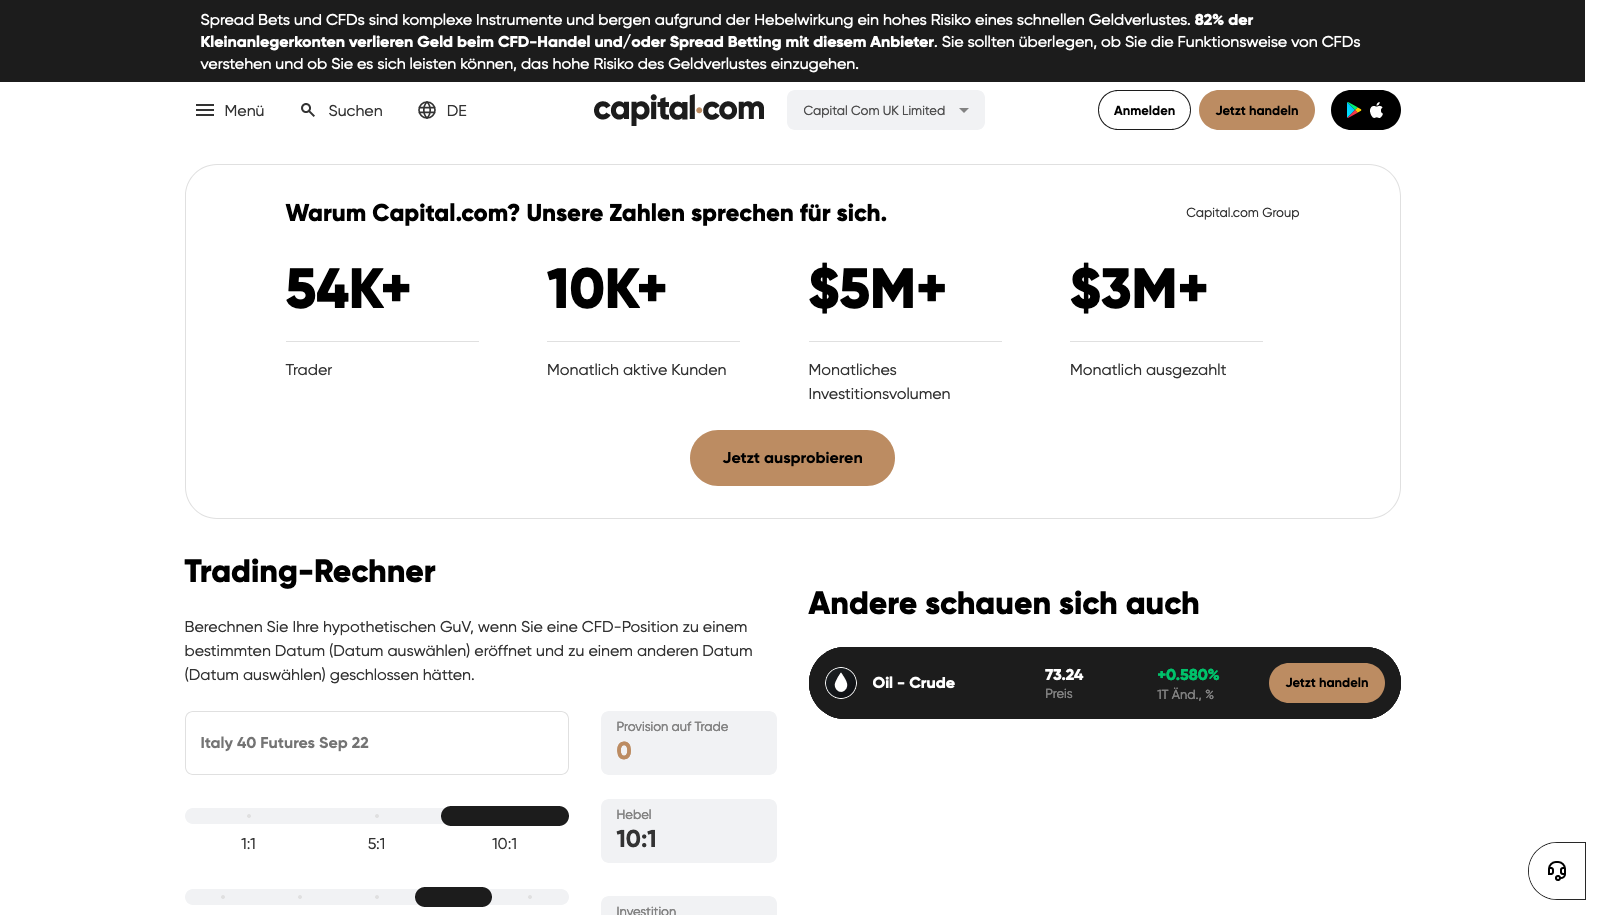 Spread Bets und CFDs sind komplexe Instrumente und bergen aufgrund der Hebelwirkung ein hohes Risiko eines schnellen Geldverlustes. 82% der
Kleinanlegerkonten verlieren Geld beim CFD-Handel und/oder Spread Betting mit diesem Anbieter. Sie sollten überlegen, ob Sie die Funktionsweise von CFDs
verstehen und ob Sie es sich leisten können, das hohe Risiko des Geldverlustes einzugehen.
Menü
Suchen
DE
capital.com
Capital Com UK Limited
Anmelden
Jetzt handeln
Warum Capital.com? Unsere Zahlen sprechen für sich.
Capital.com Group
54K+
Trader
10K+
Monatlich aktive Kunden
$5M+
Monatliches
Investitionsvolumen
$3M+
Monatlich ausgezahlt
Jetzt ausprobieren
Trading-Rechner
Berechnen Sie Ihre hypothetischen GuV, wenn Sie eine CFD-Position zu einem
bestimmten Datum (Datum auswählen) eröffnet und zu einem anderen Datum
(Datum auswählen) geschlossen hätten.
Italy 40 Futures Sep 22
Provision auf Trade
0
1:1
5:1
10:1
Hebel
10:1
Investition
Andere schauen sich auch
Oil - Crude
73.24
Preis
+0.580%
1T Änd., %
Jetzt handeln